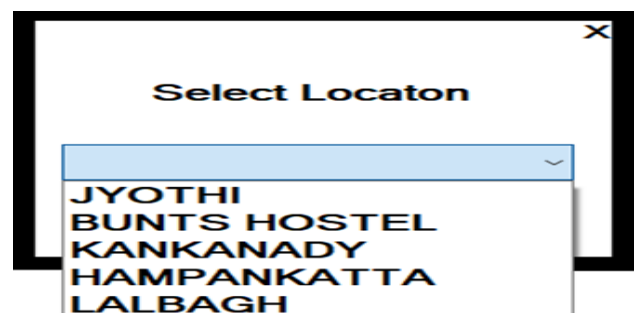 X
Select Locaton
JYOTHI
BUNTS HOSTEL
KANKANADY
HAMPANKATTA
LALBAGH